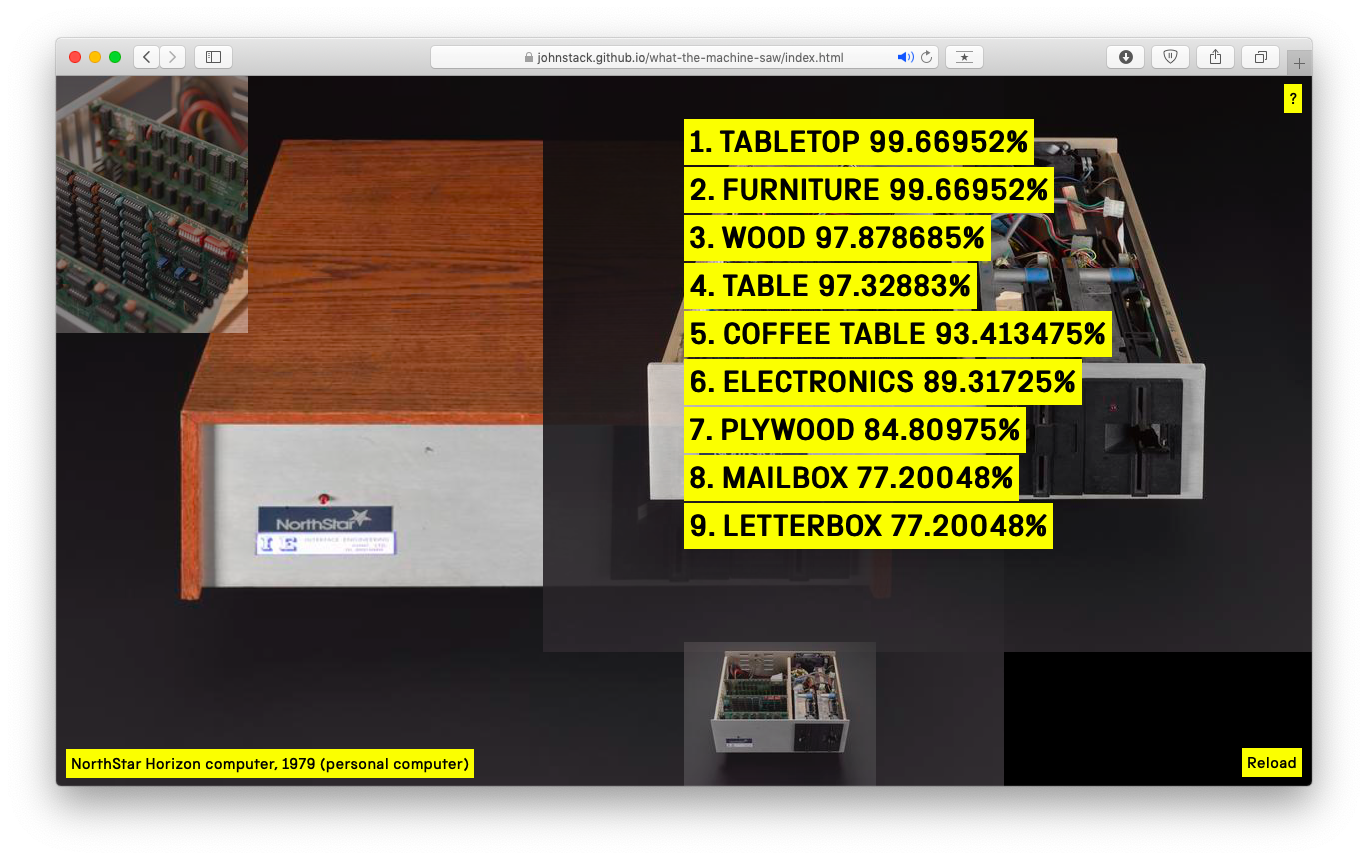 johnstack.github.io/what-the-machine-saw/index.html
?
1. TABLETOP 99.66952%
2. FURNITURE 99.66952%
3. WOOD 97.878685%
4. TABLE 97.32883%
5. COFFEE TABLE 93.413475%
6. ELECTRONICS 89.31725%
7. PLYWOOD 84.80975%
8. MAILBOX 77.20048%
9. LETTERBOX 77.20048%
NorthStar
INTERFACE ENGINEERING
NorthStar Horizon computer, 1979 (personal computer)
Reload